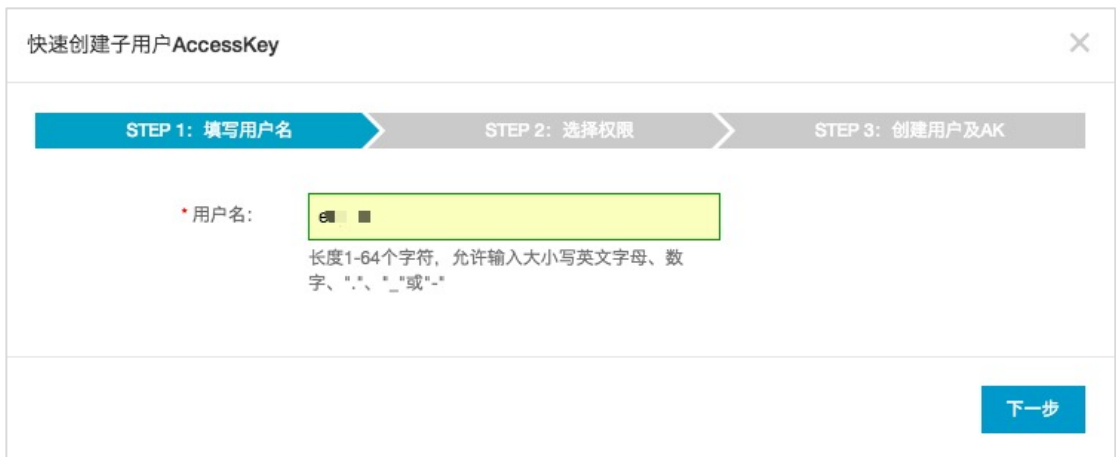 快速创建子用户AccessKey
STEP 1：填写用户名
STEP 2：选择权限
STEP 3：创建用户及AK
* 用户名：
长度1-64个字符，允许输入大小写英文字母、数
字、"."、"_"或"-"
下一步